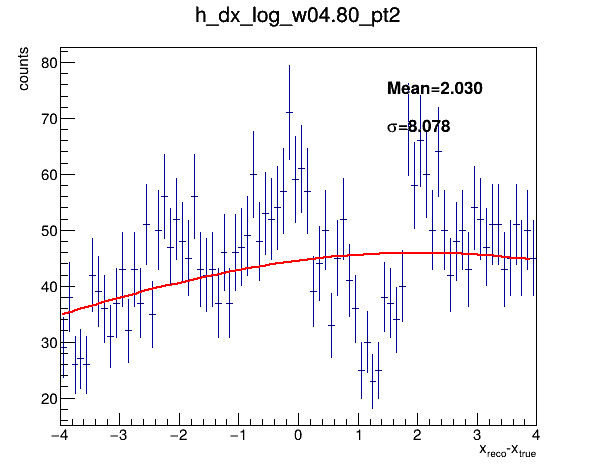 h_dx_log_w04.80_pt2
counts
80
70
60
50
40
30
20
Mean=2.030
σ=8.078
−4 −3 −2 −1 0 1 2 3 4
x_reco-x_true